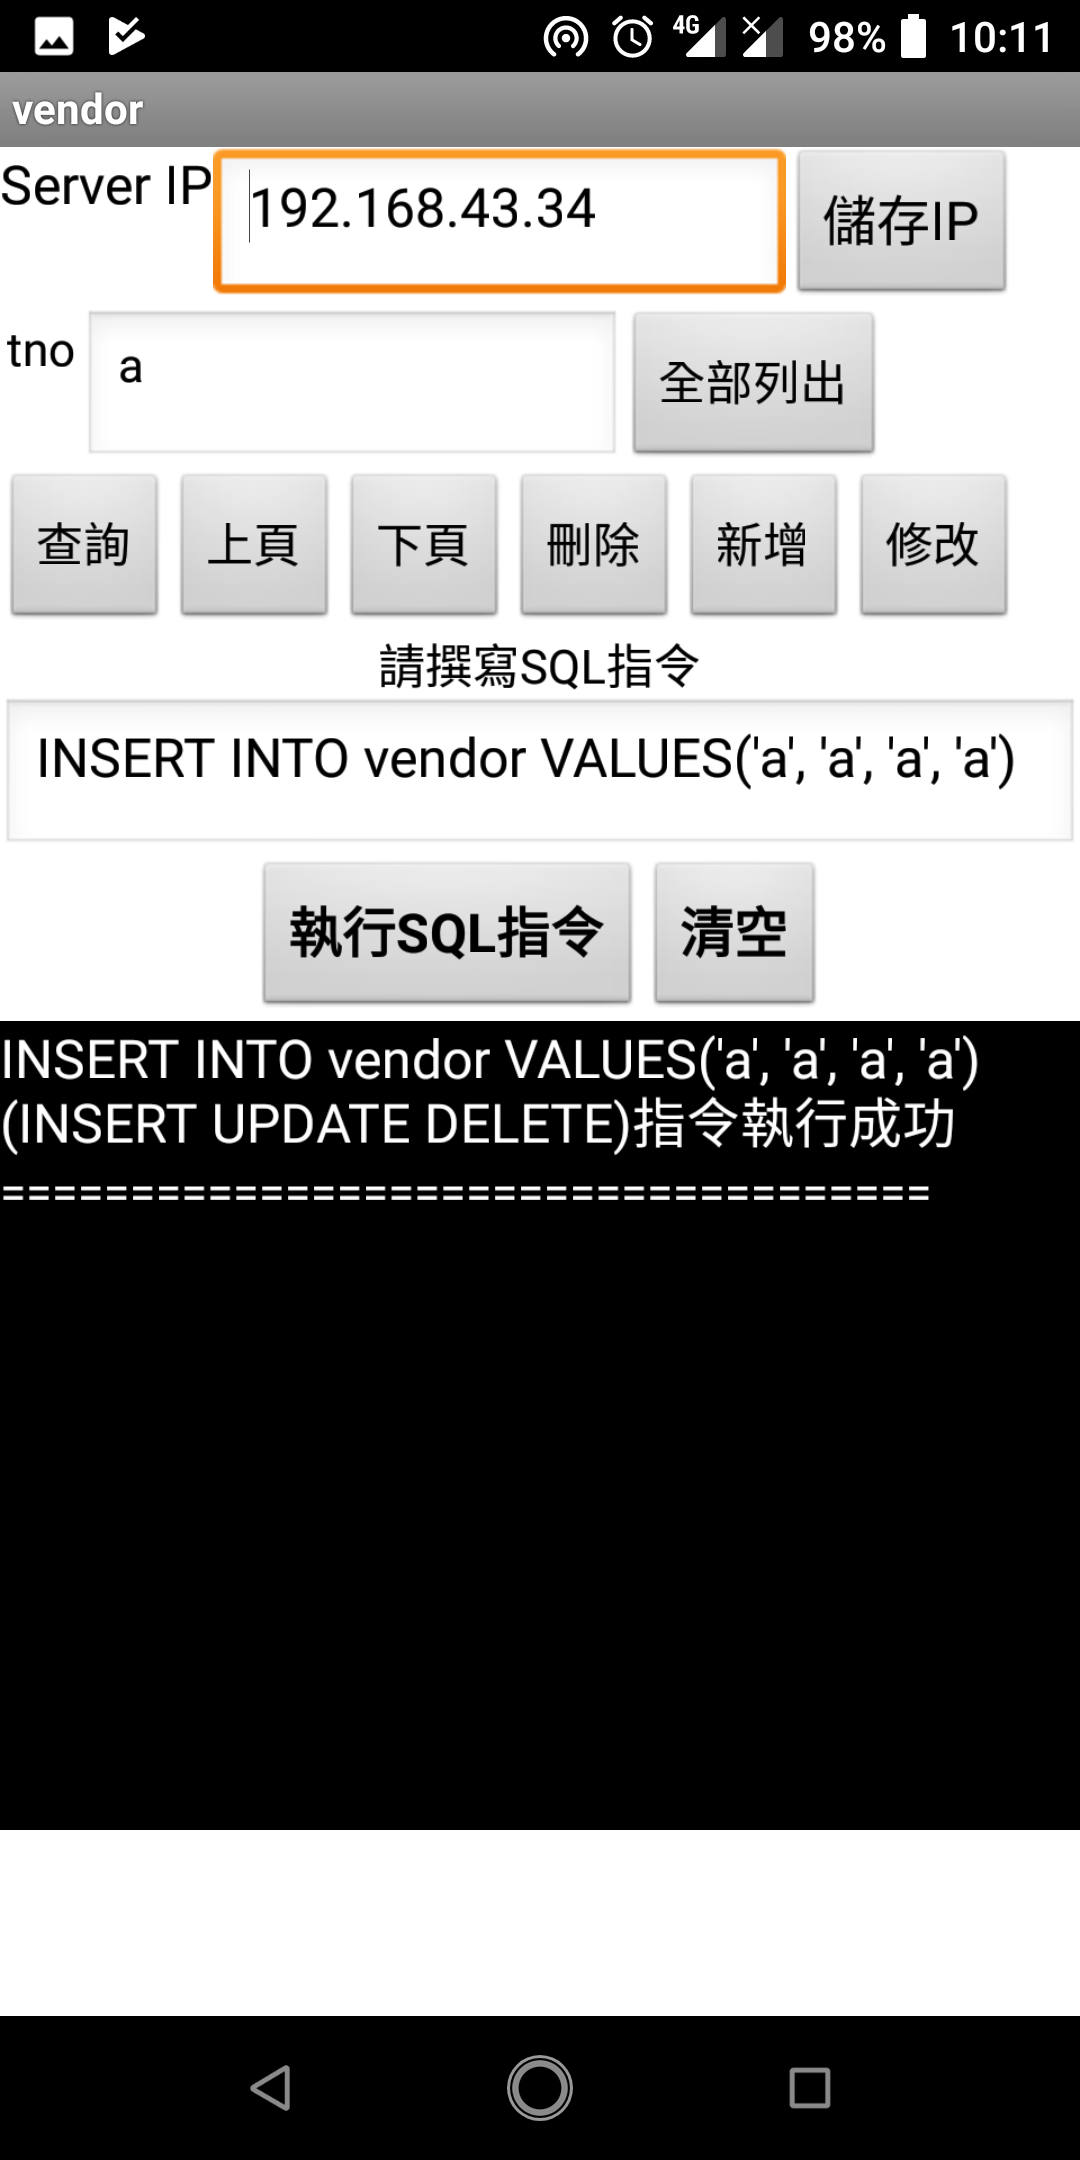 4G 98% 10:11
vendor
Server IP 192.168.43.34 儲存IP
tno a 全部列出
查詢 上頁 下頁 刪除 新增 修改
請撰寫SQL指令
INSERT INTO vendor VALUES('a', 'a', 'a', 'a')
執行SQL指令 清空
INSERT INTO vendor VALUES('a', 'a', 'a', 'a')
(INSERT UPDATE DELETE)指令執行成功
====================================